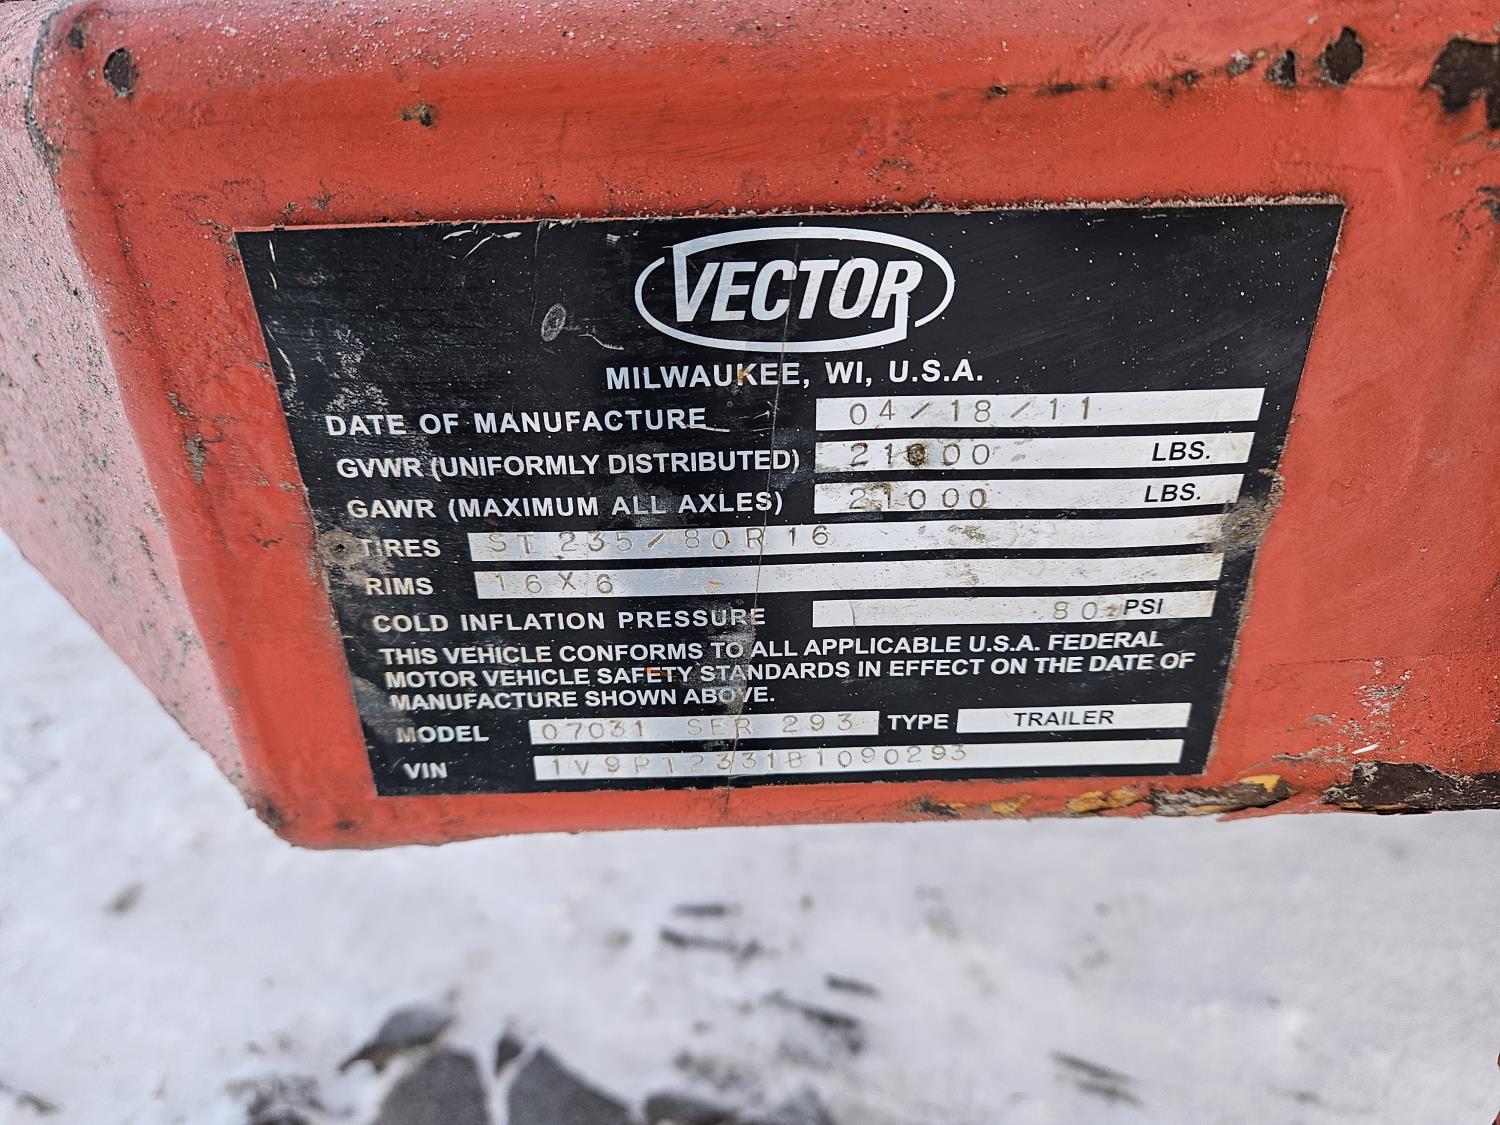 VECTOR
MILWAUKEE, WI, U.S.A.
DATE OF MANUFACTURE 04/18/11
GVWR (UNIFORMLY DISTRIBUTED) 21000 LBS.
GAWR (MAXIMUM ALL AXLES) 21000 LBS.
TIRES ST 235/80R16
RIMS 16X6
COLD INFLATION PRESSURE 80 PSI
THIS VEHICLE CONFORMS TO ALL APPLICABLE U.S.A. FEDERAL
MOTOR VEHICLE SAFETY STANDARDS IN EFFECT ON THE DATE OF
MANUFACTURE SHOWN ABOVE.
MODEL 07031 SER 293 TYPE TRAILER
VIN 1V9PT2331B1090293